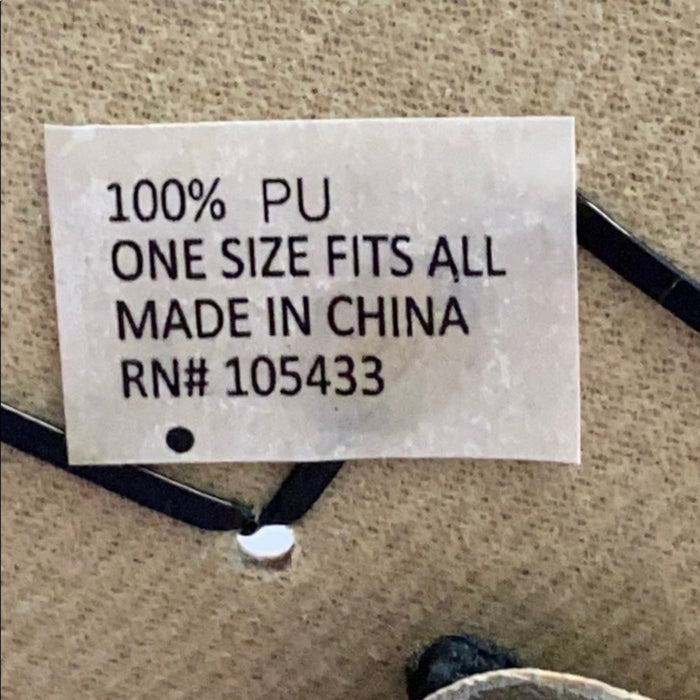 100% PU
ONE SIZE FITS ALL
MADE IN CHINA
RN# 105433